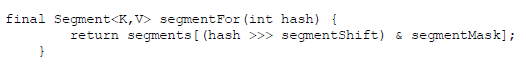 final Segment<K,V> segmentFor(int hash) {
        return segments[(hash >>> segmentShift) & segmentMask];
    }